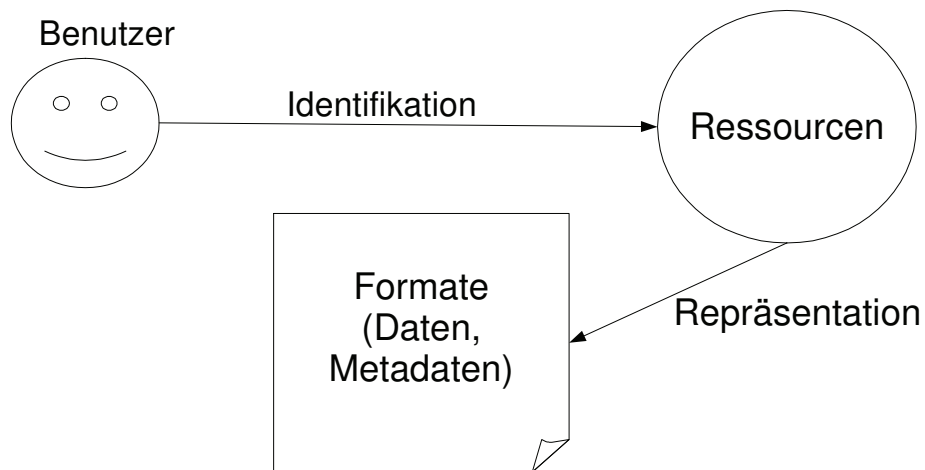 Benutzer
Identifikation
Ressourcen
Formate
(Daten,
Metadaten)
Repräsentation